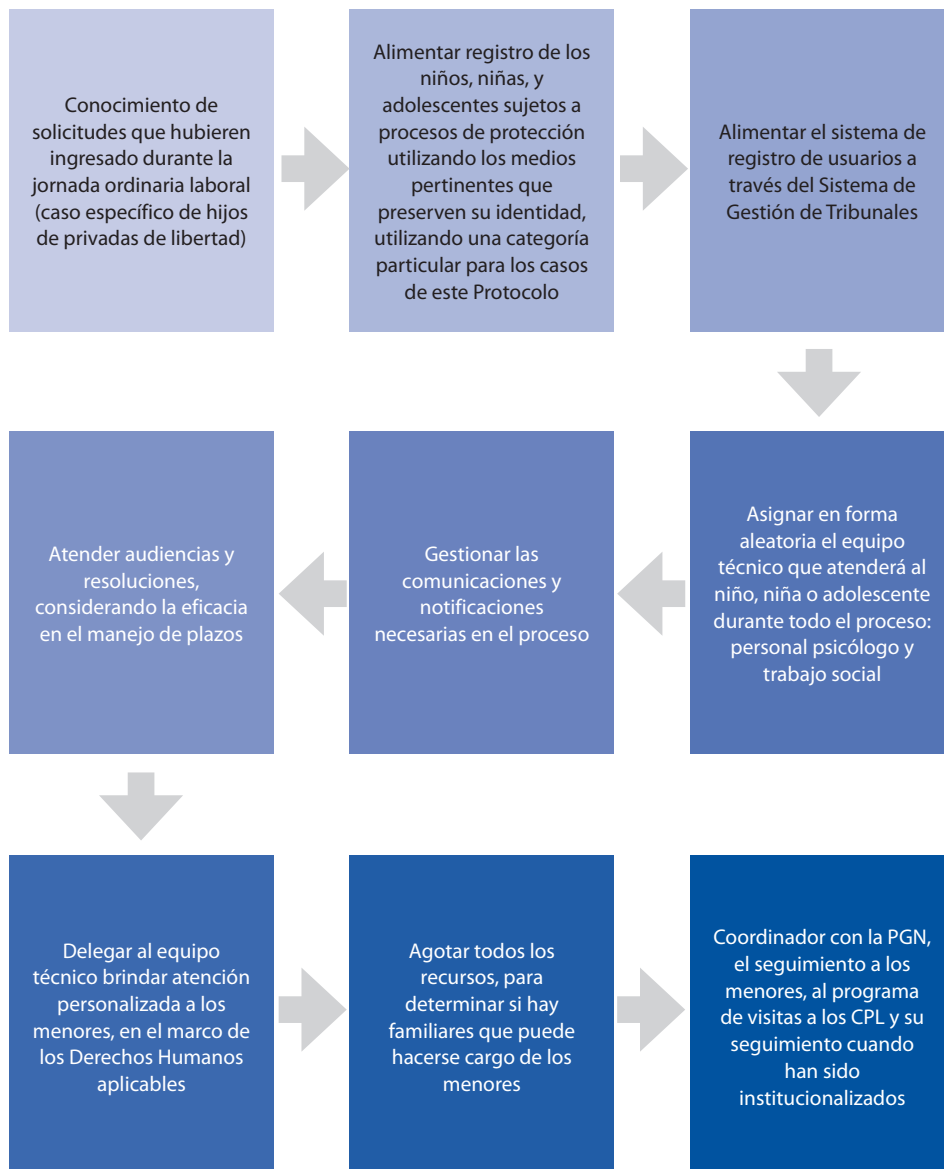 Conocimiento de
solicitudes que hubieren
ingresado durante la
jornada ordinaria laboral
(caso específico de hijos
de privadas de libertad)
Alimentar registro de los
niños, niñas, y
adolescentes sujetos a
procesos de protección
utilizando los medios
pertinentes que
preserven su identidad,
utilizando una categoría
particular para los casos
de este Protocolo
Alimentar el sistema de
registro de usuarios a
través del Sistema de
Gestión de Tribunales
Asignar en forma
aleatoria el equipo
técnico que atenderá al
niño, niña o adolescente
durante todo el proceso:
personal psicólogo y
trabajo social
Gestionar las
comunicaciones y
notificaciones
necesarias en el proceso
Atender audiencias y
resoluciones,
considerando la eficacia
en el manejo de plazos
Delegar al equipo
técnico brindar atención
personalizada a los
menores, en el marco de
los Derechos Humanos
aplicables
Agotar todos los
recursos, para
determinar si hay
familiares que puede
hacerse cargo de los
menores
Coordinador con la PGN,
el seguimiento a los
menores, al programa
de visitas a los CPL y su
seguimiento cuando
han sido
institucionalizados